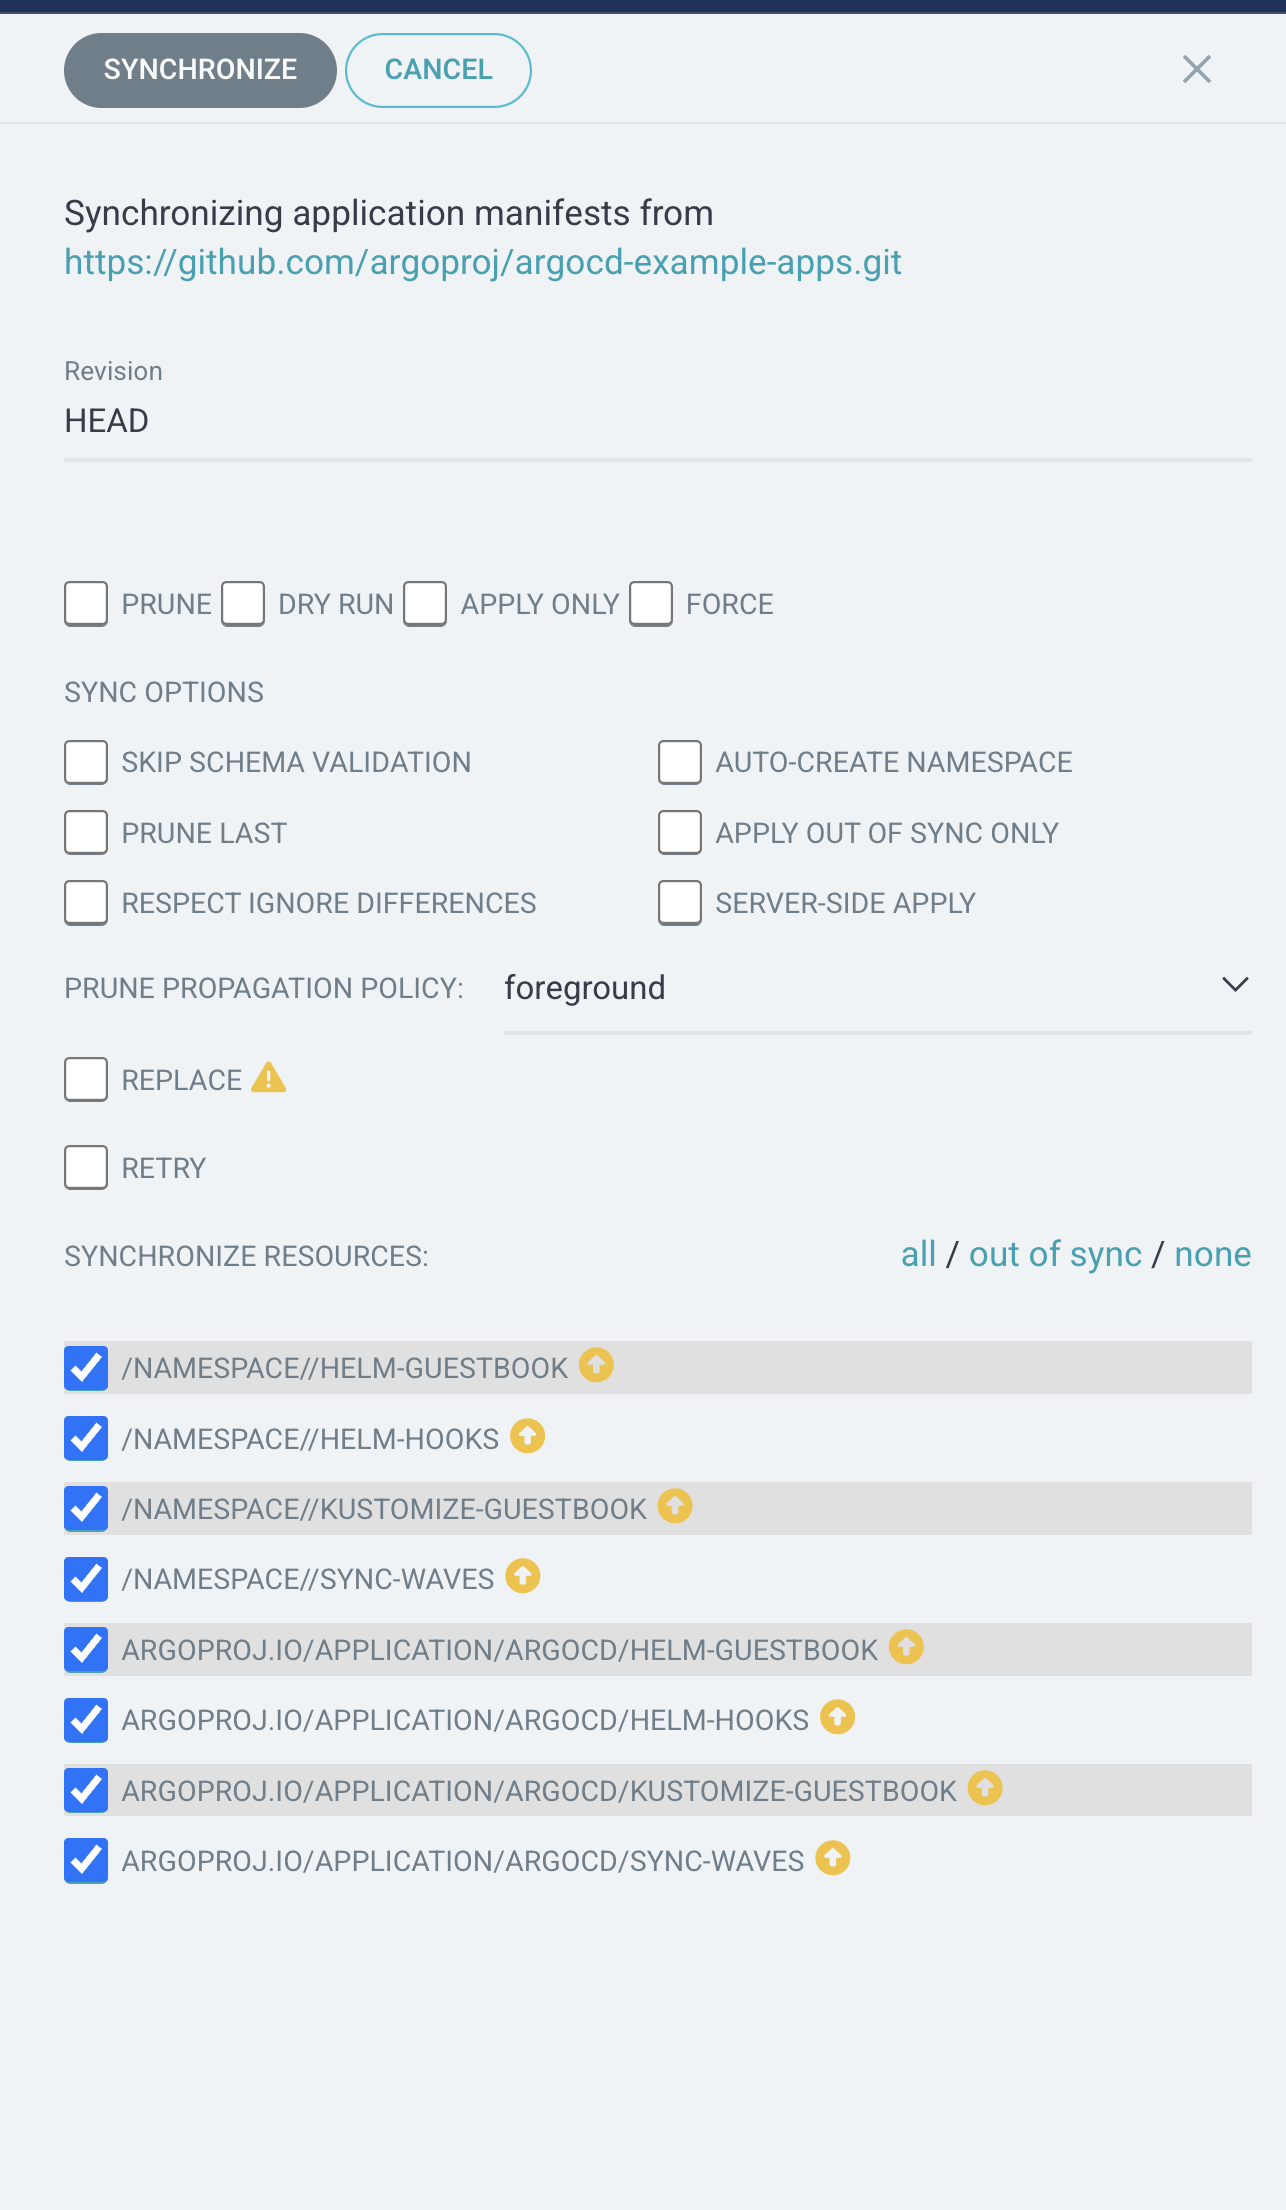 SYNCHRONIZE CANCEL
Synchronizing application manifests from
https://github.com/argoproj/argocd-example-apps.git
Revision
HEAD
PRUNE DRY RUN APPLY ONLY FORCE
SYNC OPTIONS
SKIP SCHEMA VALIDATION AUTO-CREATE NAMESPACE
PRUNE LAST APPLY OUT OF SYNC ONLY
RESPECT IGNORE DIFFERENCES SERVER-SIDE APPLY
PRUNE PROPAGATION POLICY: foreground
REPLACE
RETRY
SYNCHRONIZE RESOURCES: all / out of sync / none
/NAMESPACE//HELM-GUESTBOOK
/NAMESPACE//HELM-HOOKS
/NAMESPACE//KUSTOMIZE-GUESTBOOK
/NAMESPACE//SYNC-WAVES
ARGOPROJ.IO/APPLICATION/ARGOCD/HELM-GUESTBOOK
ARGOPROJ.IO/APPLICATION/ARGOCD/HELM-HOOKS
ARGOPROJ.IO/APPLICATION/ARGOCD/KUSTOMIZE-GUESTBOOK
ARGOPROJ.IO/APPLICATION/ARGOCD/SYNC-WAVES